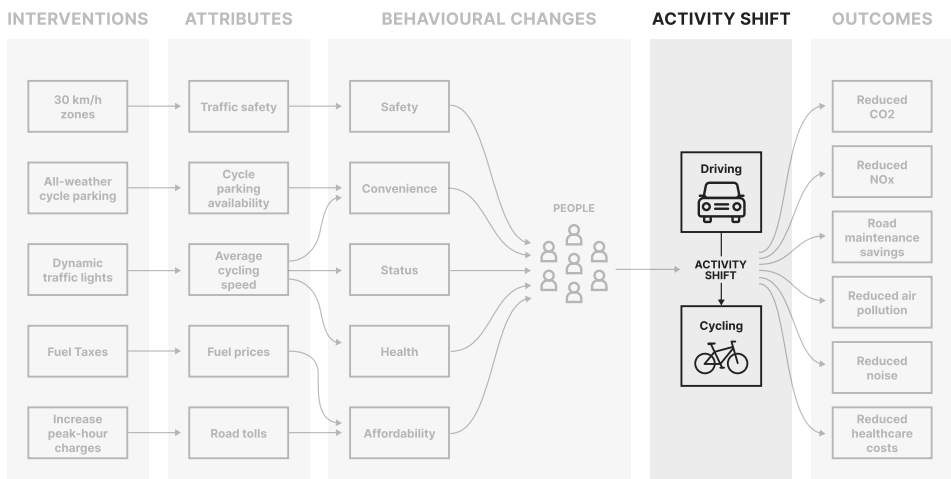 INTERVENTIONS
ATTRIBUTES
BEHAVIOURAL CHANGES
ACTIVITY SHIFT
OUTCOMES
30 km/h
zones
All-weather
cycle parking
Dynamic
traffic lights
Fuel Taxes
Increase
peak-hour
charges
Traffic safety
Cycle
parking
availability
Average
cycling
speed
Fuel prices
Road tolls
Safety
Convenience
Status
Health
Affordability
PEOPLE
Driving
ACTIVITY
SHIFT
Cycling
Reduced
CO2
Reduced
NOx
Road
maintenance
savings
Reduced air
pollution
Reduced
noise
Reduced
healthcare
costs